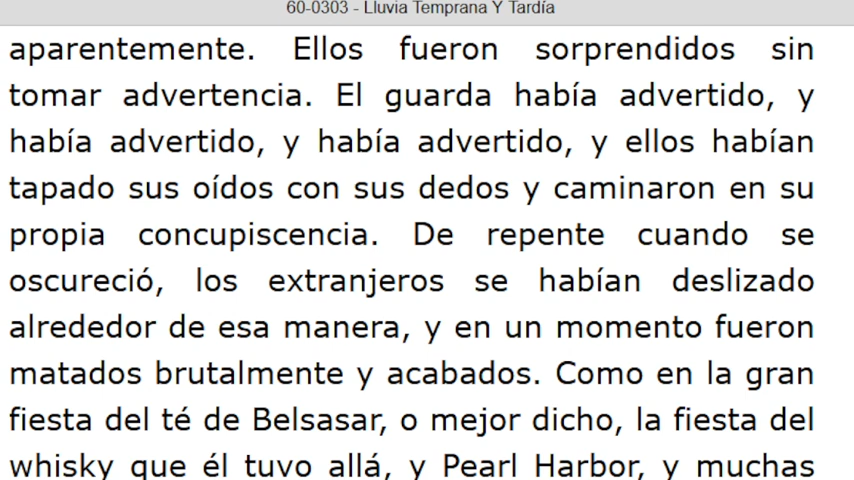 60-0303 - Lluvia Temprana Y Tardía
aparentemente. Ellos fueron sorprendidos sin
tomar advertencia. El guarda había advertido, y
había advertido, y había advertido, y ellos habían
tapado sus oídos con sus dedos y caminaron en su
propia concupiscencia. De repente cuando se
oscureció, los extranjeros se habían deslizado
alrededor de esa manera, y en un momento fueron
matados brutalmente y acabados. Como en la gran
fiesta del té de Belsasar, o mejor dicho, la fiesta del
whisky que él tuvo allá, y Pearl Harbor, y muchas